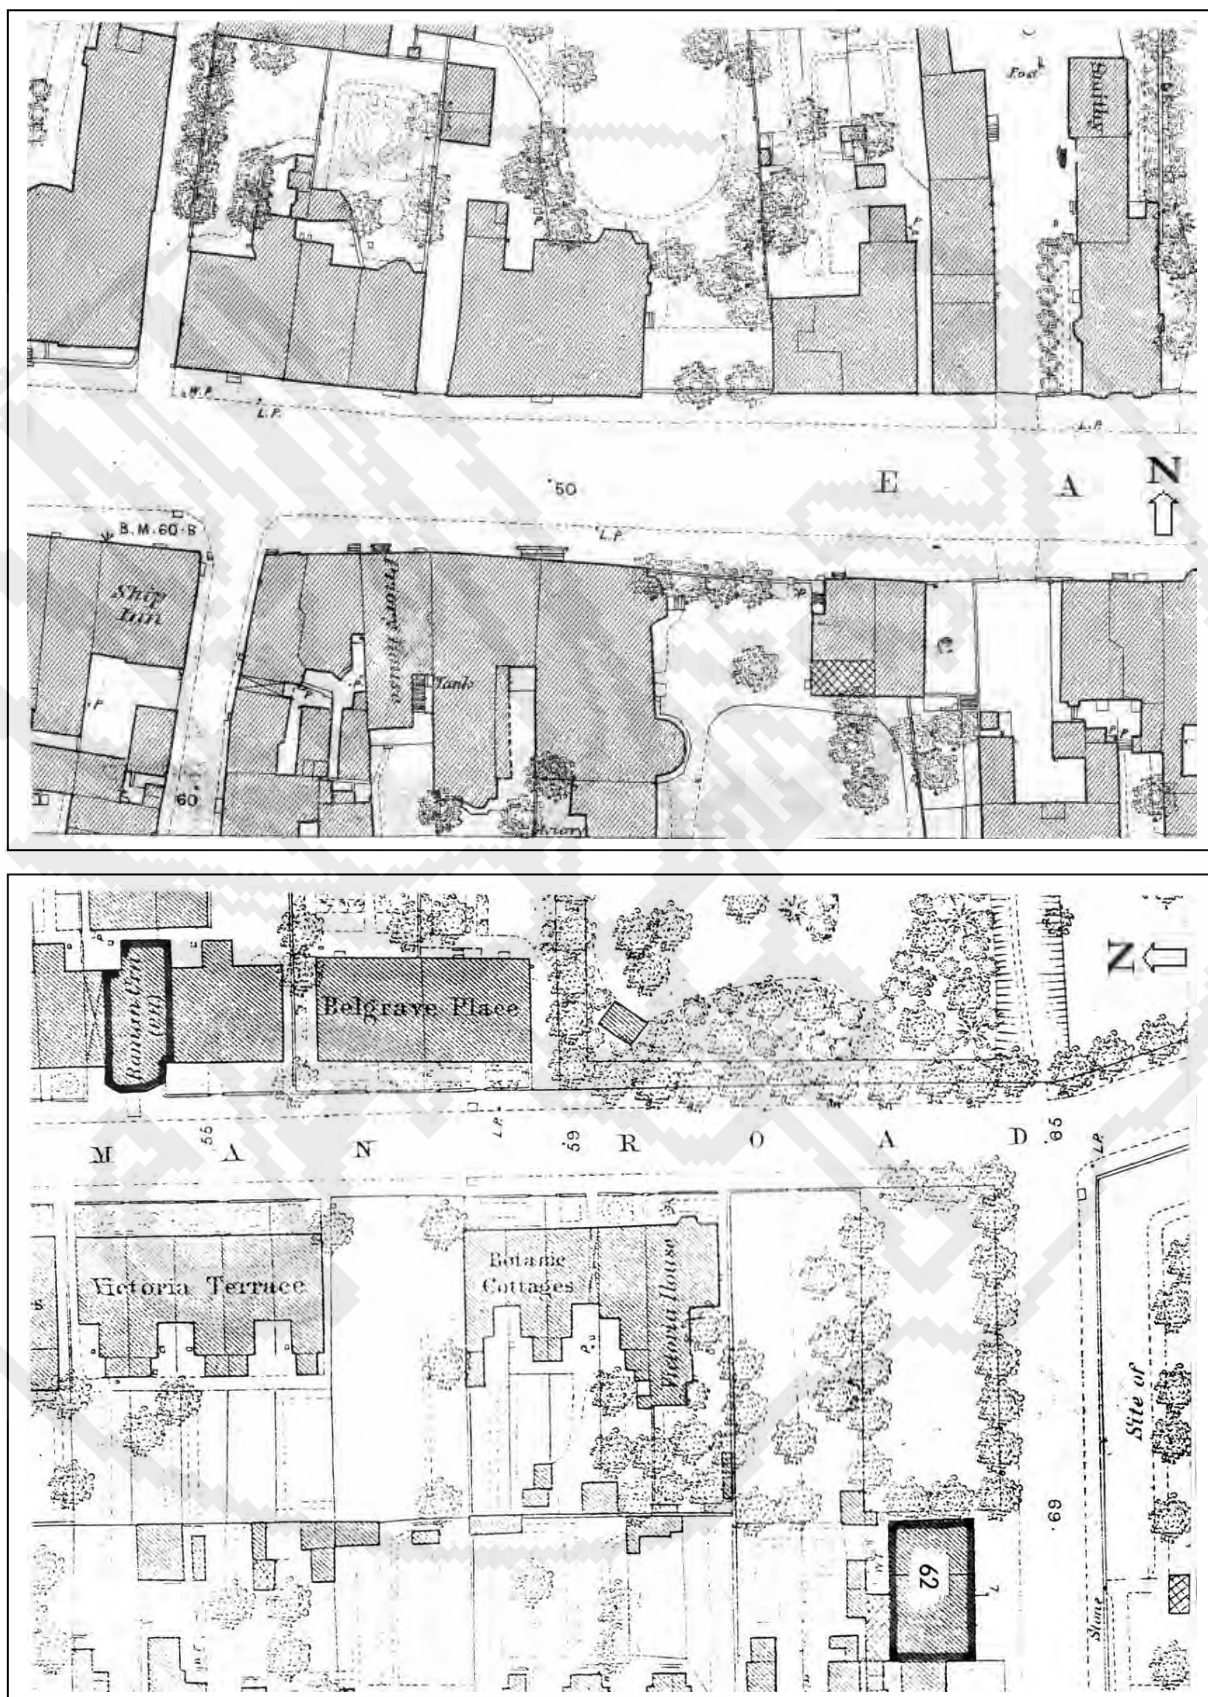 Post
Smithy
P
P
B
W.P.
L.P.
L.P.
.50
E
A
N
B.M. 60·8
L.P.
Ship
Inn
Priory House
P
C
Tank
P
P
P.
P.
60
Priory
Belgrave Place
N
55
L.P.
.59
.65
L.P.
M
A
N
R
O
A
D
Victoria Terrace
Botanic
Cottages
Victoria House
P.
Site of
.69
62
7
Stone